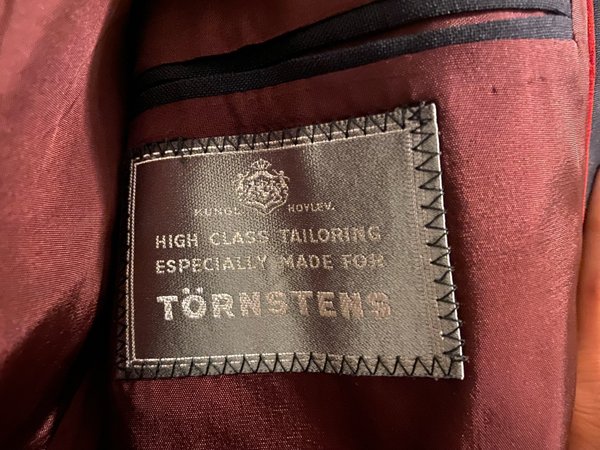 KUNGL. HOVLEV.
HIGH CLASS TAILORING
ESPECIALLY MADE FOR
TÖRNSTENS